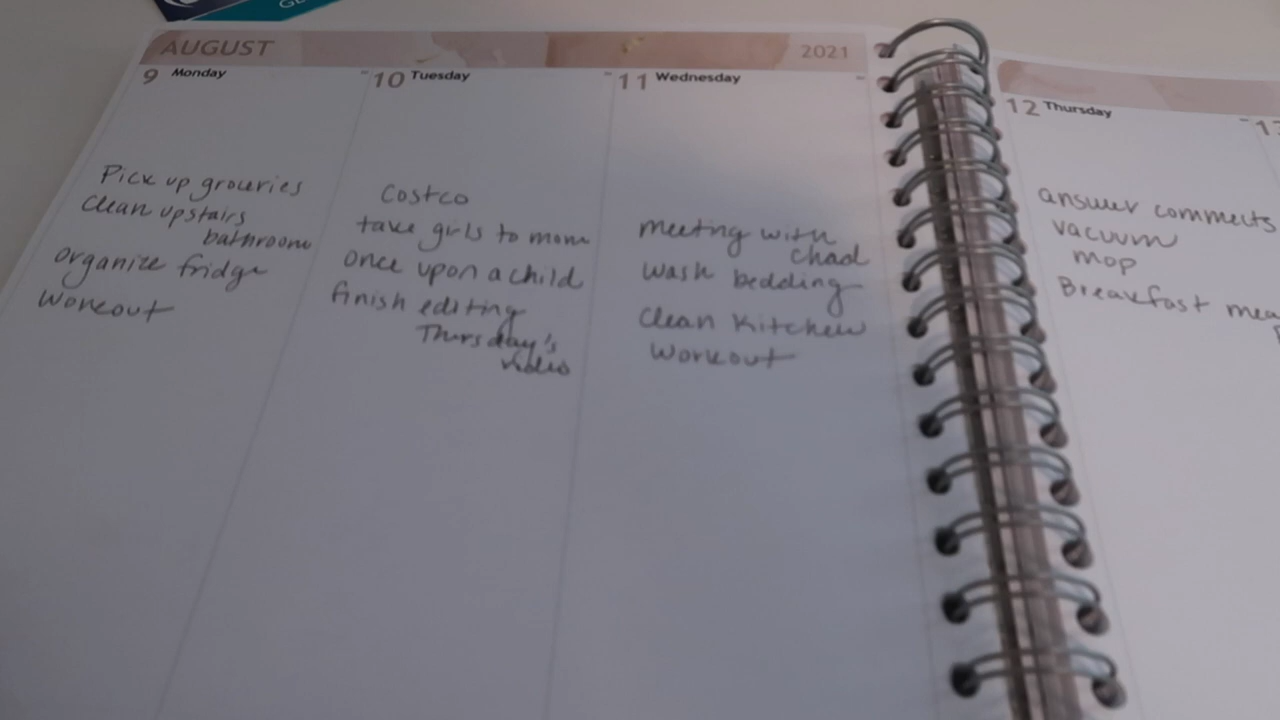 AUGUST
2021
9 Monday
Pick up groceries
Clean upstairs
bathroom
organize fridge
Workout
10 Tuesday
Costco
take girls to mom
Once upon a child
finish editing
Thursday's
video
11 Wednesday
meeting with
Chad
Wash bedding
Clean Kitchen
Workout
12 Thursday
answer comments
vacuum
mop
Breakfast mea